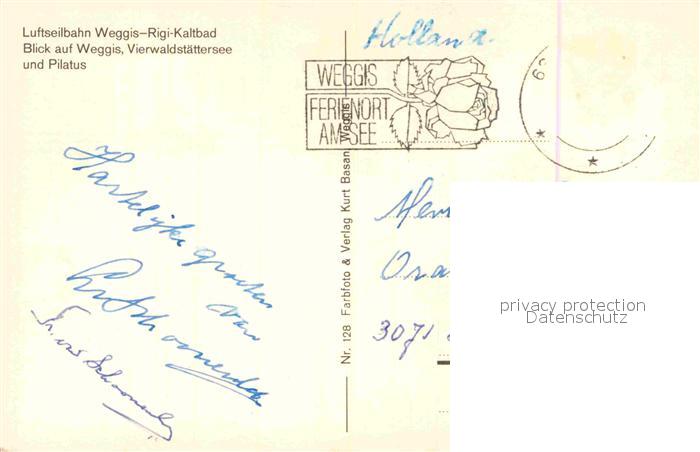 Luftseilbahn Weggis–Rigi-Kaltbad
Blick auf Weggis, Vierwaldstättersee
und Pilatus
Holland.
WEGGIS
FERIENORT
AM SEE
Hartelijke groeten
van
Nr. 128 Farbfoto & Verlag Kurt Basan, Weggis
3071
privacy protection
Datenschutz